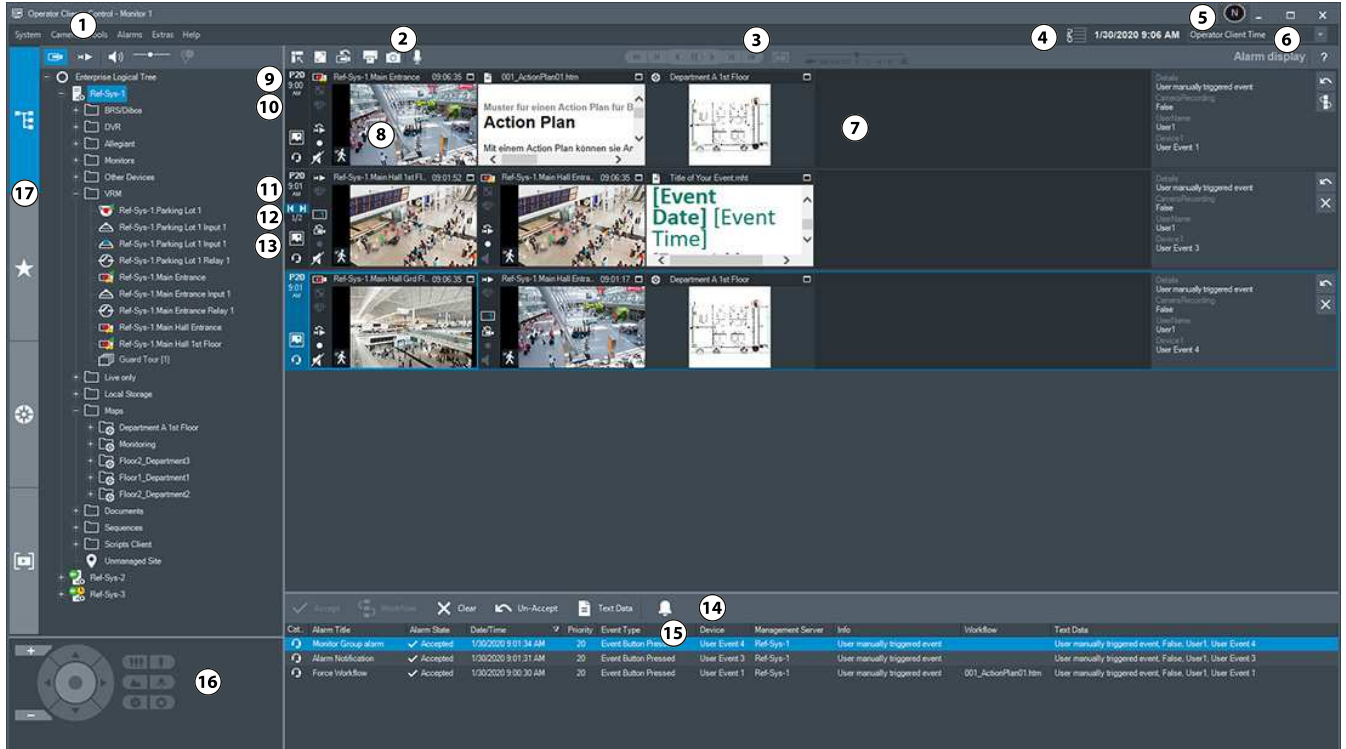 Operator Client Control - Monitor 1
1
5
N
System Camera Tools Alarms Extras Help
2
3
4
1/30/2020 9:06 AM
Operator Client Time
6
Alarm display ?
Enterprise Logical Tree
Ref-Sys-1
BRS/Dibos
DVR
Allegiant
Monitors
Other Devices
VRM
Ref-Sys-1.Parking Lot 1
Ref-Sys-1.Parking Lot 1 Input 1
Ref-Sys-1.Parking Lot 1 Input 1
Ref-Sys-1.Parking Lot 1 Relay 1
Ref-Sys-1.Main Entrance
Ref-Sys-1.Main Entrance Input 1
Ref-Sys-1.Main Entrance Relay 1
Ref-Sys-1.Main Hall Entrance
Ref-Sys-1.Main Hall 1st Floor
Guard Tour [1]
Live only
Local Storage
Maps
Department A 1st Floor
Monitoring
Floor2_Department3
Floor1_Department1
Floor2_Department2
Documents
Sequences
Scripts Client
Unmanaged Site
Ref-Sys-2
Ref-Sys-3
17
9
10
11
12
13
P20
9:00
AM
Ref-Sys-1.Main Entrance 09:06:35
8
001_ActionPlan01.htm
Muster für einen Action Plan für B
Action Plan
Mit einem Action Plan können sie Ar
Department A 1st Floor
7
Details
User manually triggered event
CameraRecording
False
UserName
User1
Device1
User Event 1
P20
9:01
AM
1/2
Ref-Sys-1.Main Hall 1st Fl.. 09:01:52
Ref-Sys-1.Main Hall Entra.. 09:06:35
Title of Your Event.mht
[Event
Date] [Event
Time]
Details
User manually triggered event
CameraRecording
False
UserName
User1
Device1
User Event 3
P20
9:01
AM
Ref-Sys-1.Main Hall Grd Fl.. 09:06:35
Ref-Sys-1.Main Hall Entra.. 09:01:17
Department A 1st Floor
Details
User manually triggered event
CameraRecording
False
UserName
User1
Device1
User Event 4
Accept Workflow Clear Un-Accept Text Data
14
Cat.. Alarm Title Alarm State Date/Time Priority Event Type 15 Device Management Server Info Workflow Text Data
Monitor Group alarm Accepted 1/30/2020 9:01:34 AM 20 Event Button Pressed User Event 4 Ref-Sys-1 User manually triggered event User manually triggered event, False, User1, User Event 4
Alarm Notification Accepted 1/30/2020 9:01:31 AM 20 Event Button Pressed User Event 3 Ref-Sys-1 User manually triggered event User manually triggered event, False, User1, User Event 3
Force Workflow Accepted 1/30/2020 9:00:30 AM 20 Event Button Pressed User Event 1 Ref-Sys-1 User manually triggered event 001_ActionPlan01.htm User manually triggered event, False, User1, User Event 1
16